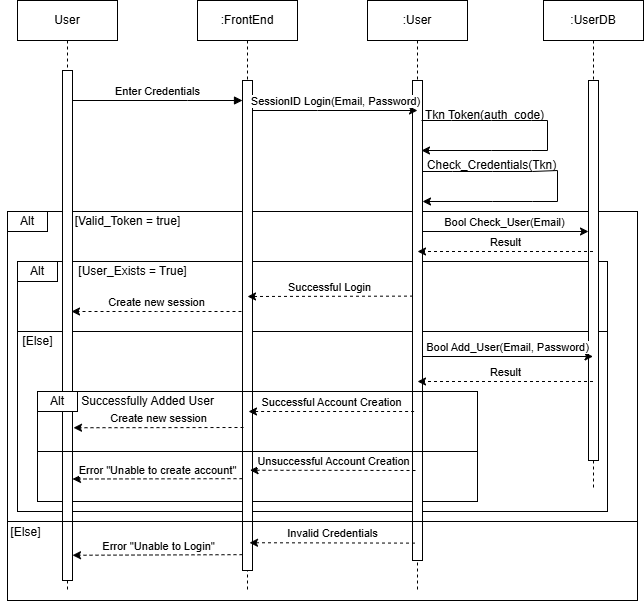 User
:FrontEnd
:User
:UserDB
Enter Credentials
SessionID Login(Email, Password)
Tkn Token(auth_code)
Check_Credentials(Tkn)
Alt
[Valid_Token = true]
Bool Check_User(Email)
Result
Alt
[User_Exists = True]
Successful Login
Create new session
[Else]
Bool Add_User(Email, Password)
Result
Alt
Successfully Added User
Successful Account Creation
Create new session
Unsuccessful Account Creation
Error "Unable to create account"
[Else]
Invalid Credentials
Error "Unable to Login"